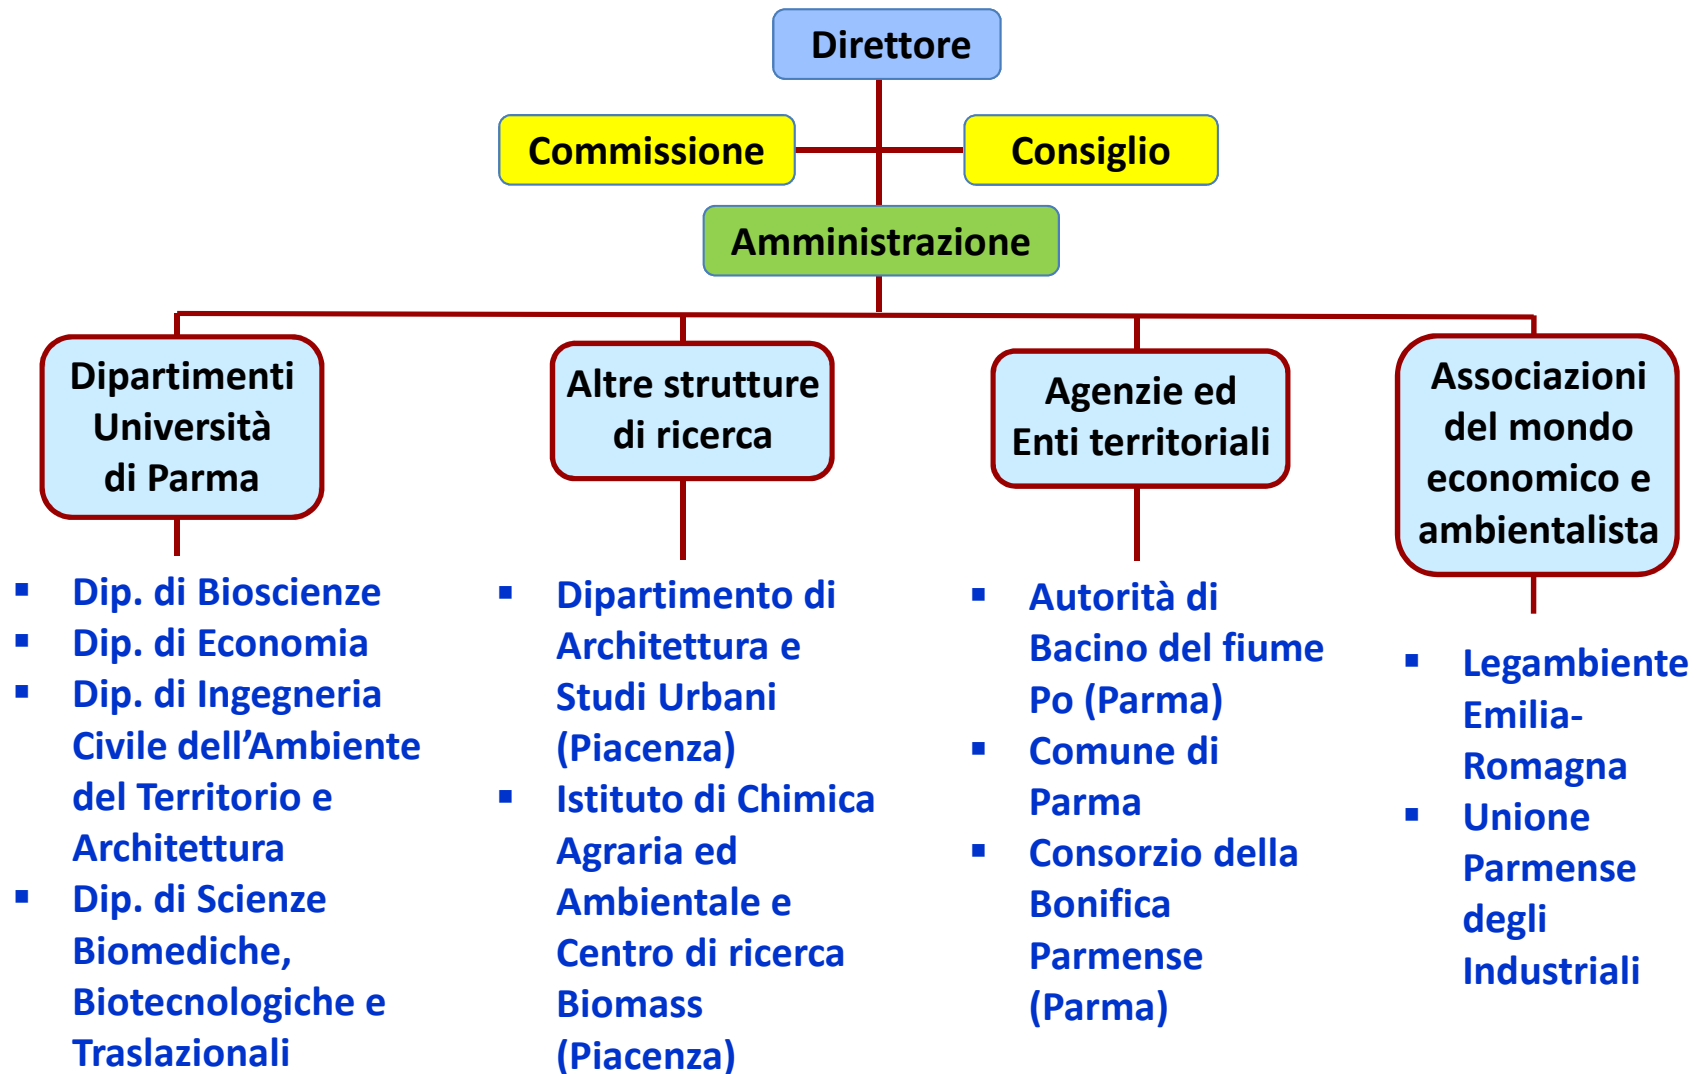 Direttore
Commissione
Consiglio
Amministrazione
Dipartimenti
Università
di Parma
Altre strutture
di ricerca
Agenzie ed
Enti territoriali
Associazioni
del mondo
economico e
ambientalista
▪ Dip. di Bioscienze
▪ Dip. di Economia
▪ Dip. di Ingegneria
Civile dell’Ambiente
del Territorio e
Architettura
▪ Dip. di Scienze
Biomediche,
Biotecnologiche e
Traslazionali
▪ Dipartimento di
Architettura e
Studi Urbani
(Piacenza)
▪ Istituto di Chimica
Agraria ed
Ambientale e
Centro di ricerca
Biomass
(Piacenza)
▪ Autorità di
Bacino del fiume
Po (Parma)
▪ Comune di
Parma
▪ Consorzio della
Bonifica
Parmense
(Parma)
▪ Legambiente
Emilia-
Romagna
▪ Unione
Parmense
degli
Industriali